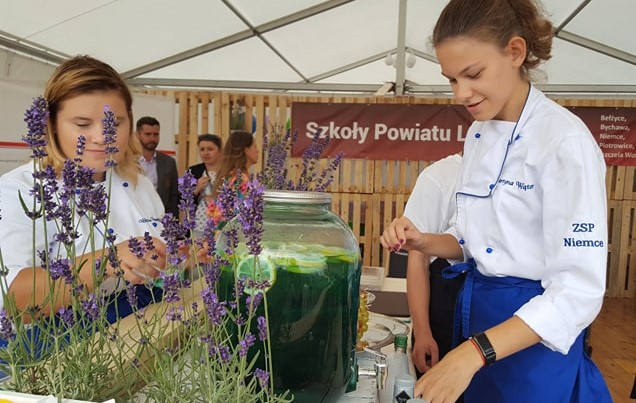 Szkoły Powiatu L
Bełżyce,
Bychawa,
Niemce,
Piotrowice
ZSP
Niemce